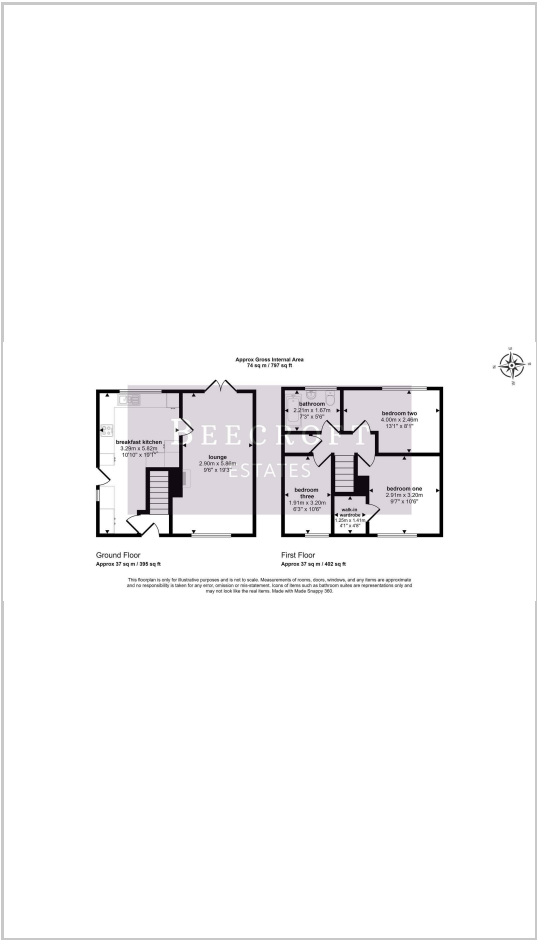 Approx Gross Internal Area
74 sq m / 797 sq ft
bathroom
2.21m x 1.67m
7'3" x 5'6"
bedroom two
4.00m x 2.46m
13'1" x 8'1"
breakfast kitchen
3.29m x 5.82m
10'10" x 19'1"
lounge
2.90m x 5.86m
9'6" x 19'3"
BEECROFT
ESTATES
bedroom
three
1.91m x 3.20m
6'3" x 10'6"
bedroom one
2.91m x 3.20m
9'7" x 10'6"
walk-in
wardrobe
1.25m x 1.41m
4'1" x 4'8"
Ground Floor
Approx 37 sq m / 395 sq ft
First Floor
Approx 37 sq m / 402 sq ft
This floorplan is only for illustrative purposes and is not to scale. Measurements of rooms, doors, windows, and any items are approximate
and no responsibility is taken for any error, omission or mis-statement. Icons of items such as bathroom suites are representations only and
may not look like the real items. Made with Made Snappy 360.